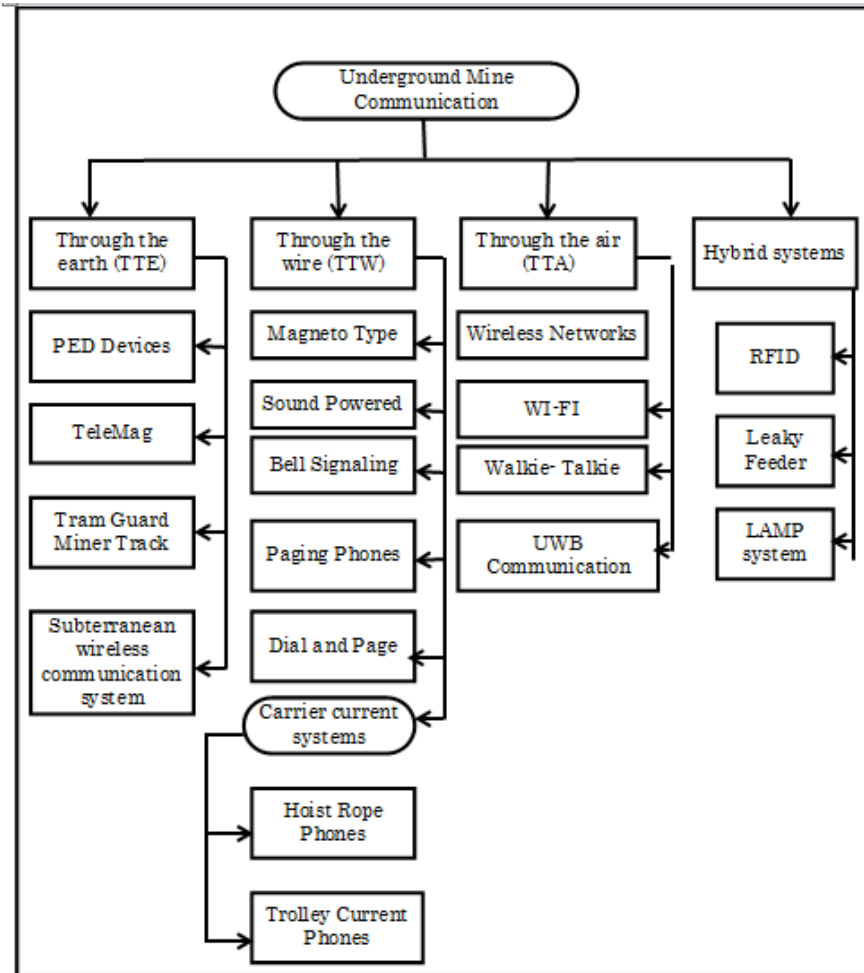 Underground Mine
Communication
Through the
earth (TTE)
Through the
wire (TTW)
Through the air
(TTA)
Hybrid systems
PED Devices
TeleMag
Tram Guard
Miner Track
Subterranean
wireless
communication
system
Magneto Type
Sound Powered
Bell Signaling
Paging Phones
Dial and Page
Carrier current
systems
Hoist Rope
Phones
Trolley Current
Phones
Wireless Networks
WI-FI
Walkie- Talkie
UWB
Communication
RFID
Leaky
Feeder
LAMP
system